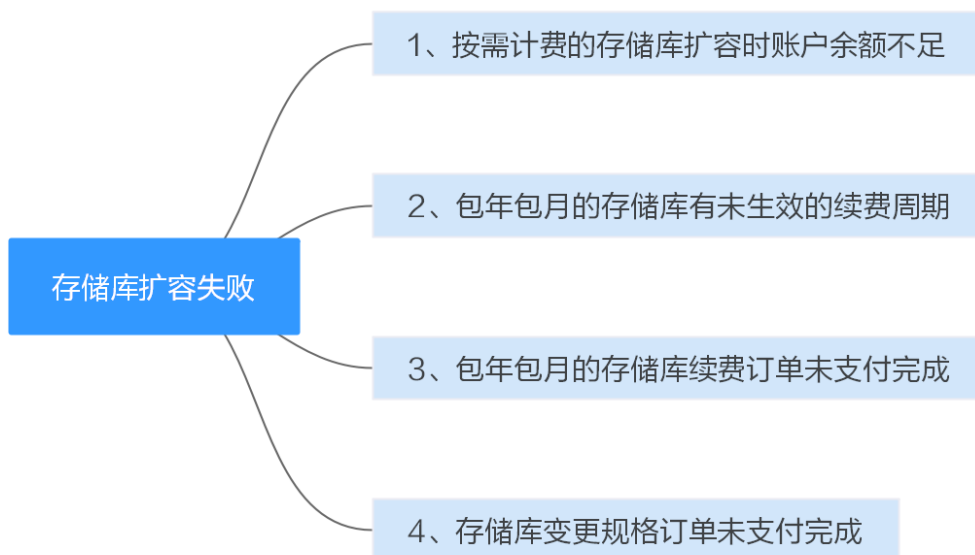 1、按需计费的存储库扩容时账户余额不足
2、包年包月的存储库有未生效的续费周期
存储库扩容失败
3、包年包月的存储库续费订单未支付完成
4、存储库变更规格订单未支付完成